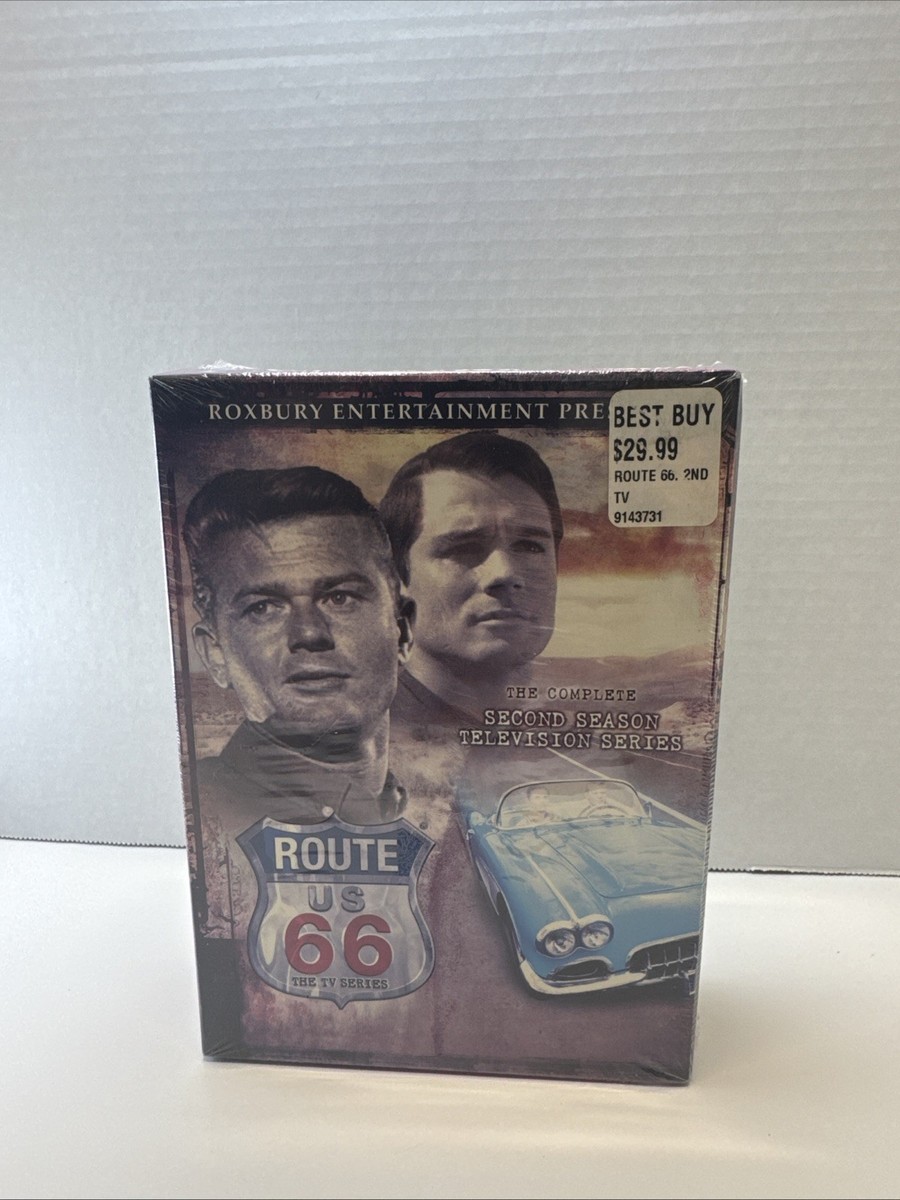 ROXBURY ENTERTAINMENT PRE
BEST BUY
$29.99
ROUTE 66. 2ND
TV
9143731
THE COMPLETE
SECOND SEASON
TELEVISION SERIES
ROUTE
US
66
THE TV SERIES